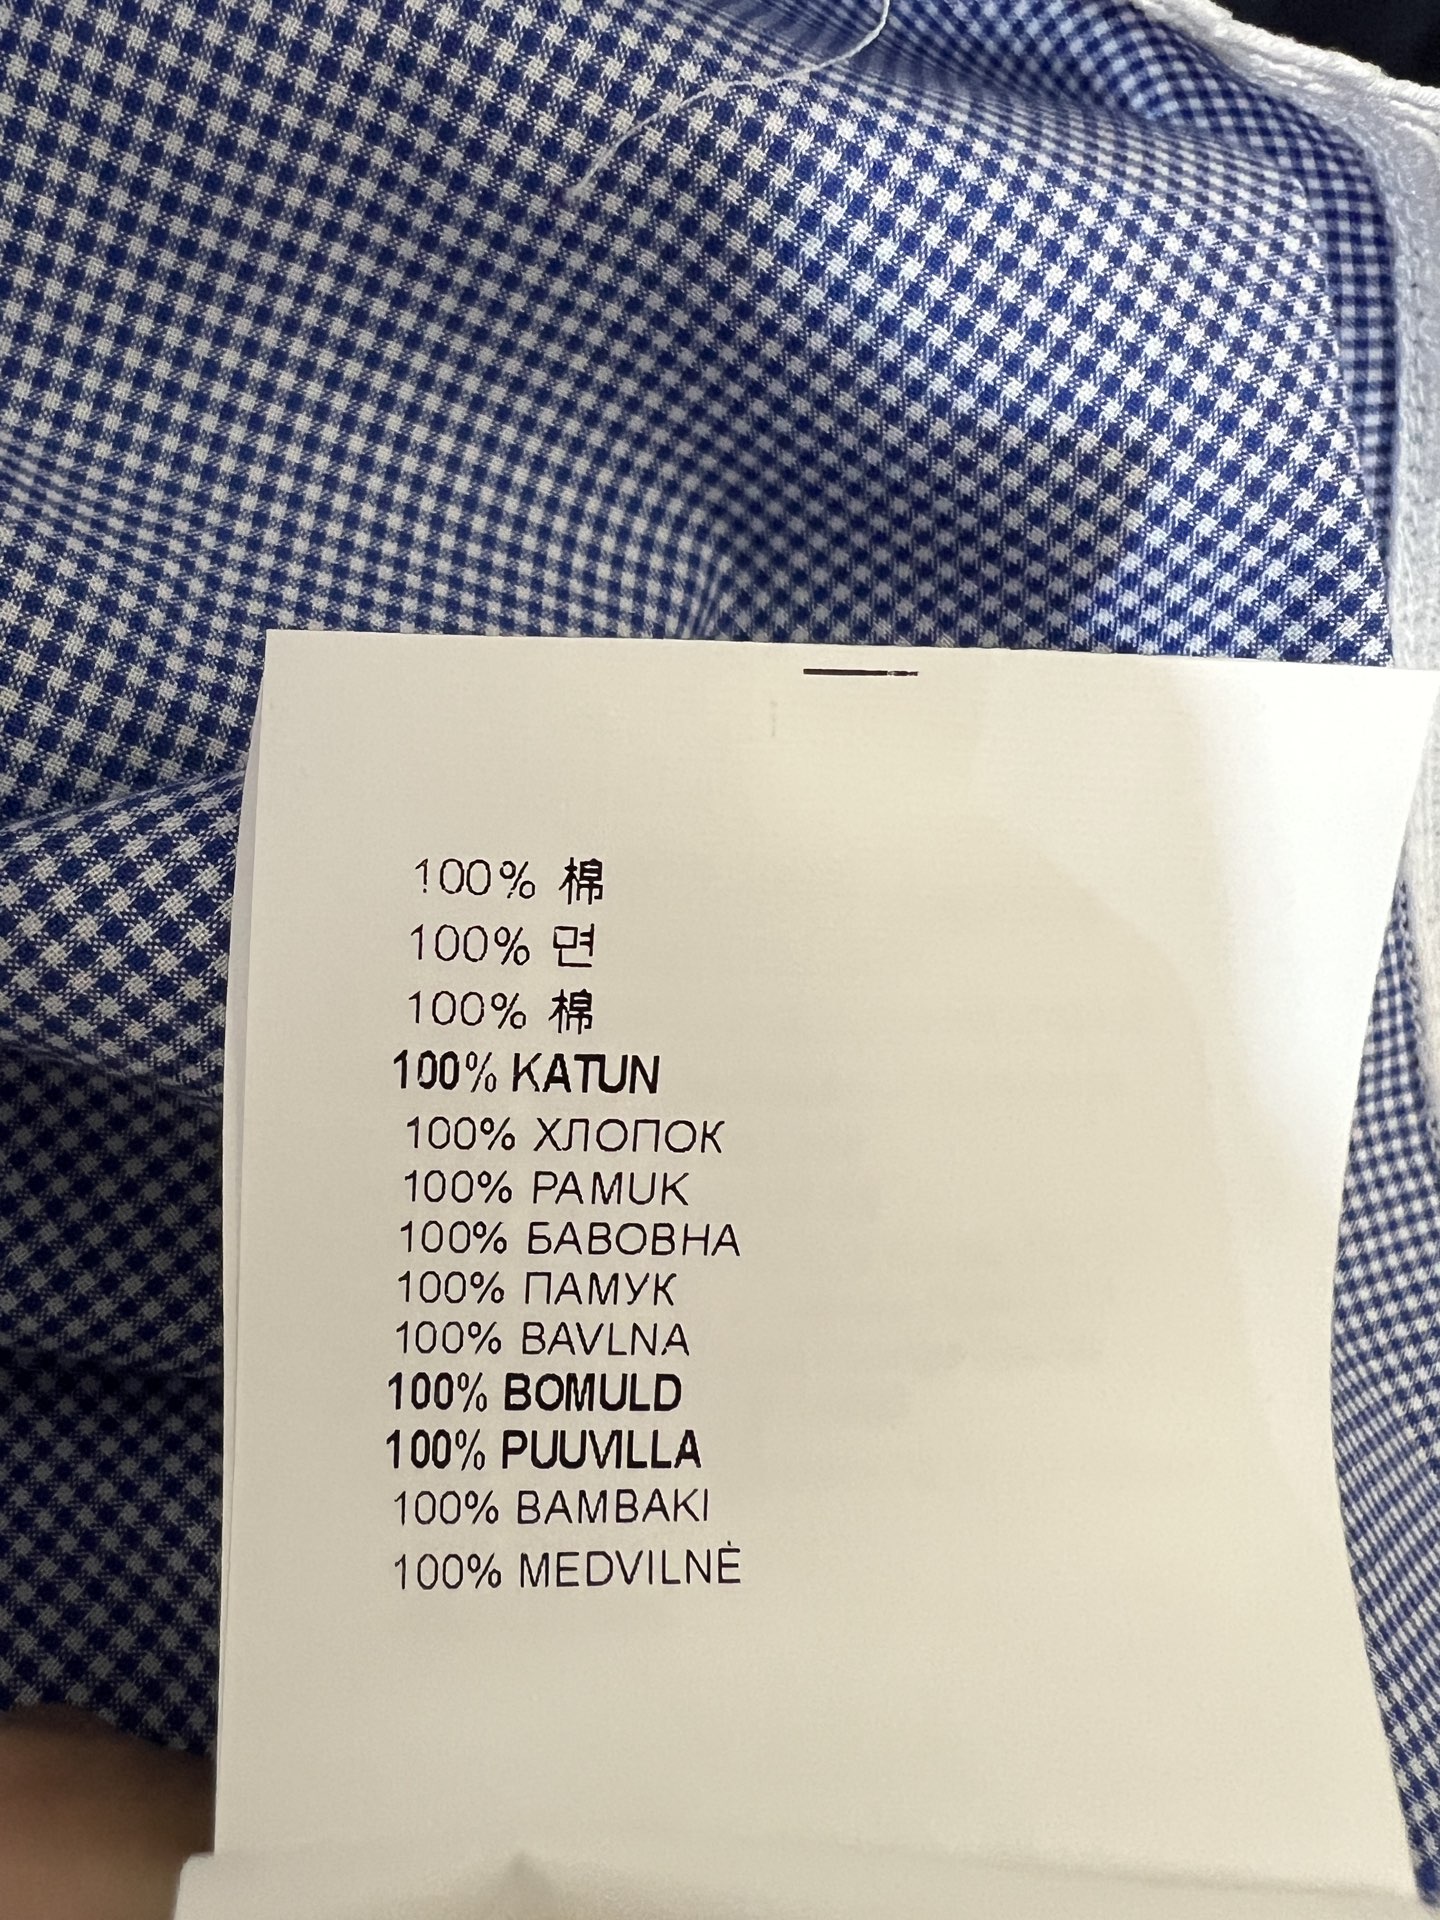 100% 棉
100% 면
100% 棉
100% KATUN
100% ХЛОПОК
100% PAMUK
100% БАВОВНА
100% ПАМУК
100% BAVLNA
100% BOMULD
100% PUUVILLA
100% BAMBAKI
100% MEDVILNĖ